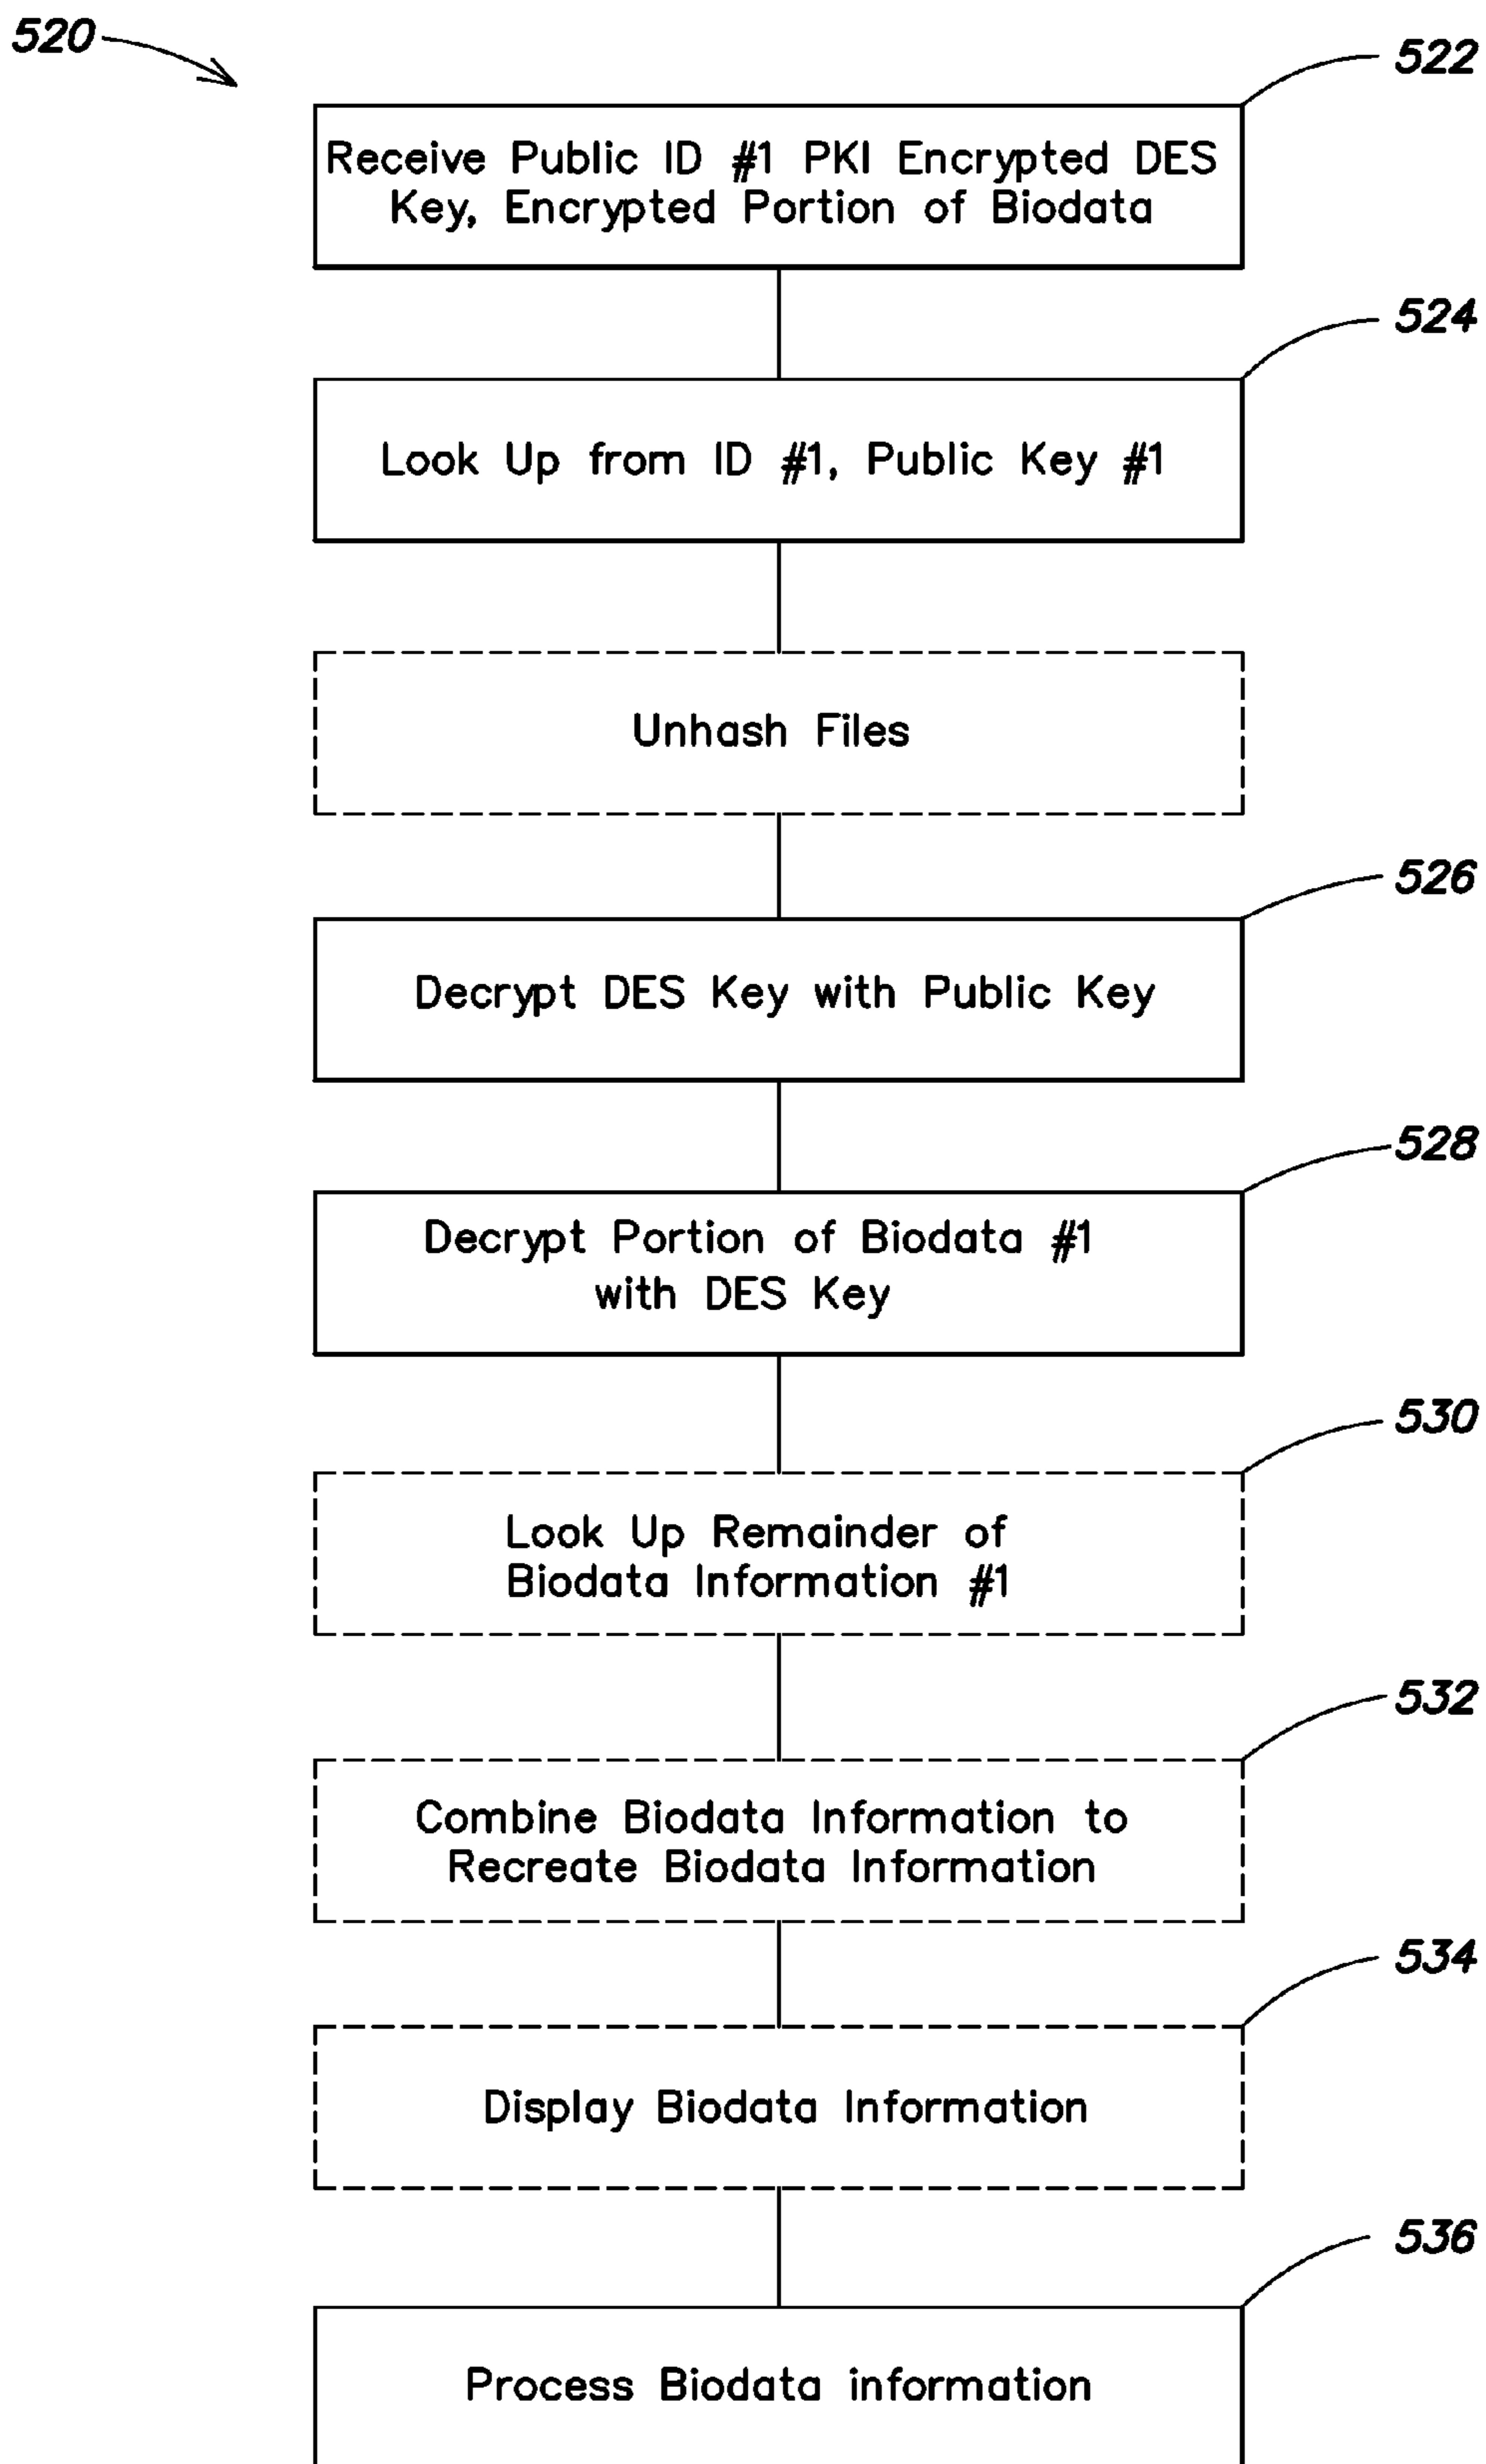 520
522
Receive Public ID #1 PKI Encrypted DES
Key, Encrypted Portion of Biodata
524
Look Up from ID #1, Public Key #1
Unhash Files
526
Decrypt DES Key with Public Key
528
Decrypt Portion of Biodata #1
with DES Key
530
Look Up Remainder of
Biodata Information #1
532
Combine Biodata Information to
Recreate Biodata Information
534
Display Biodata Information
536
Process Biodata information